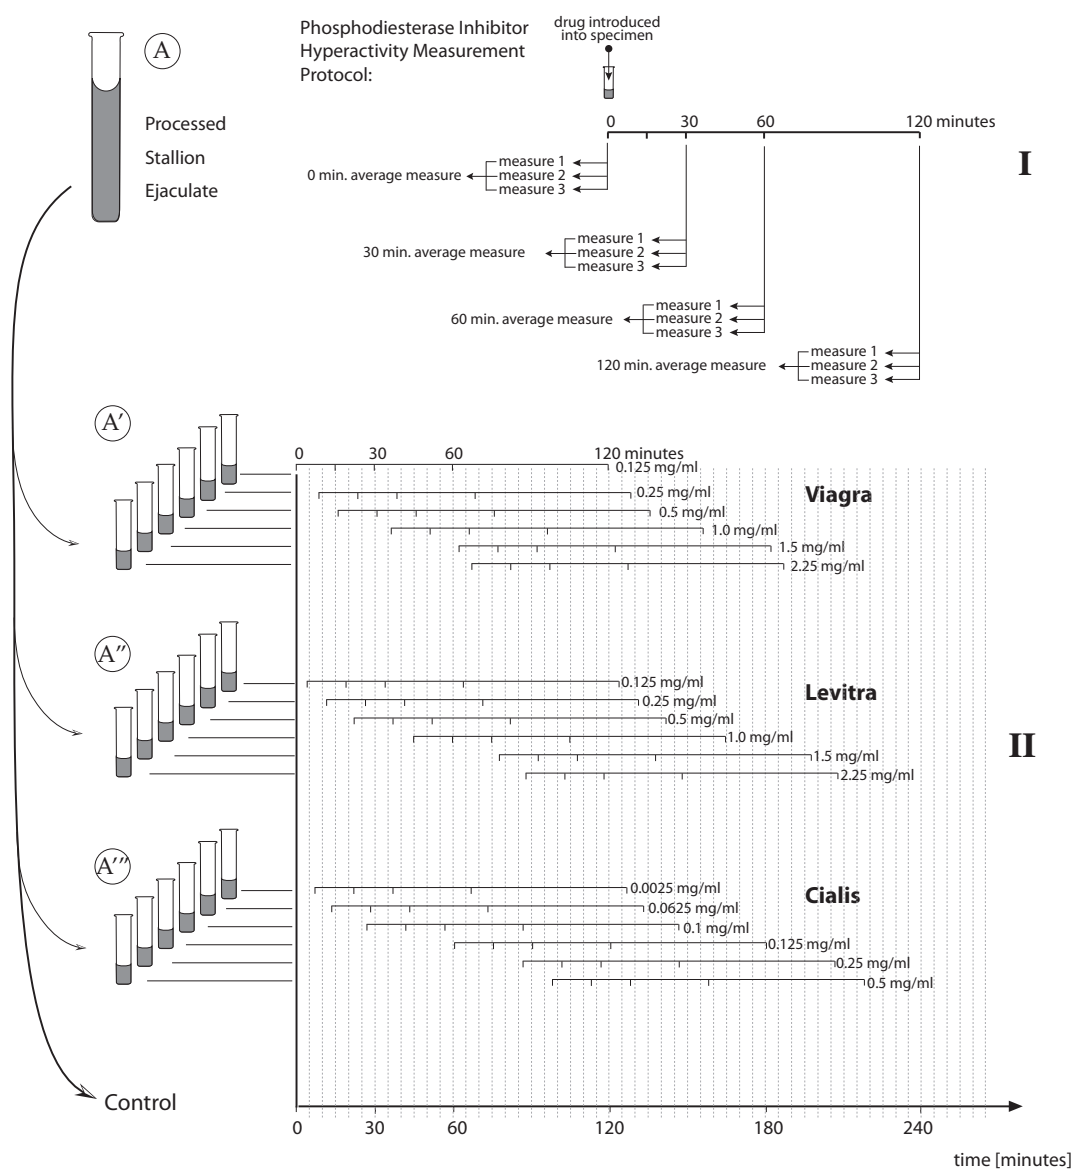 Phosphodiesterase Inhibitor
Hyperactivity Measurement
Protocol:
drug introduced
into specimen
A
Processed
Stallion
Ejaculate
0 30 60 120 minutes
I
measure 1
0 min. average measure measure 2
measure 3
measure 1
30 min. average measure measure 2
measure 3
measure 1
60 min. average measure measure 2
measure 3
measure 1
120 min. average measure measure 2
measure 3
A′
0 30 60 120 minutes
0.125 mg/ml
Viagra
0.25 mg/ml
0.5 mg/ml
1.0 mg/ml
1.5 mg/ml
2.25 mg/ml
A″
0.125 mg/ml
Levitra
0.25 mg/ml
0.5 mg/ml
1.0 mg/ml
II
1.5 mg/ml
2.25 mg/ml
A‴
0.0025 mg/ml
Cialis
0.0625 mg/ml
0.1 mg/ml
0.125 mg/ml
0.25 mg/ml
0.5 mg/ml
Control
0 30 60 120 180 240
time [minutes]